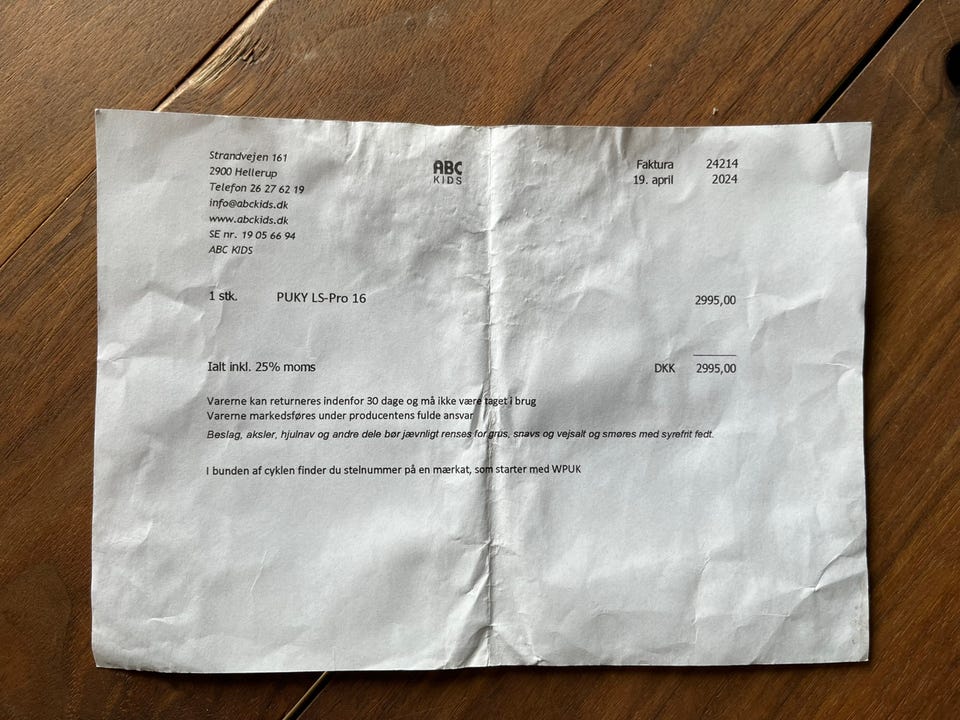 Strandvejen 161
2900 Hellerup
Telefon 26 27 62 19
info@abckids.dk
www.abckids.dk
SE nr. 19 05 66 94
ABC KIDS
ABC
KIDS
Faktura 24214
19. april 2024
1 stk. PUKY LS-Pro 16 2995,00
Ialt inkl. 25% moms DKK 2995,00
Varerne kan returneres indenfor 30 dage og må ikke være taget i brug
Varerne markedsføres under producentens fulde ansvar
Beslag, aksler, hjulnav og andre dele bør jævnligt renses for grus, snavs og vejsalt og smøres med syrefrit fedt.
I bunden af cyklen finder du stelnummer på en mærkat, som starter med WPUK